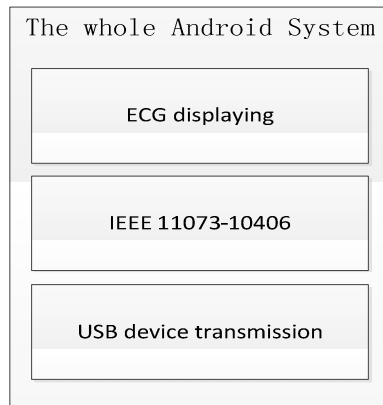 The whole Android System
ECG displaying
IEEE 11073-10406
USB device transmission